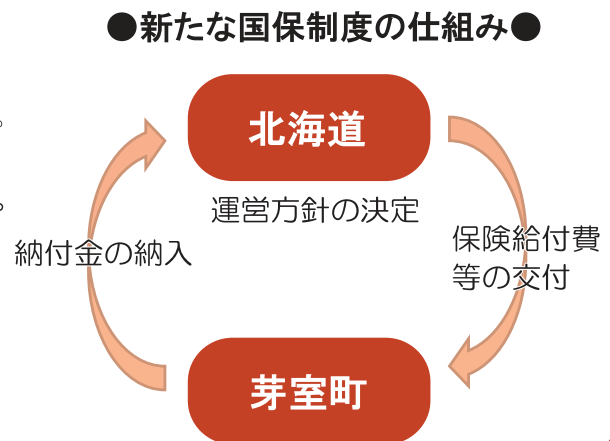 ●新たな国保制度の仕組み●
。
北海道
。
運営方針の決定
納付金の納入
保険給付費
等の交付
芽室町